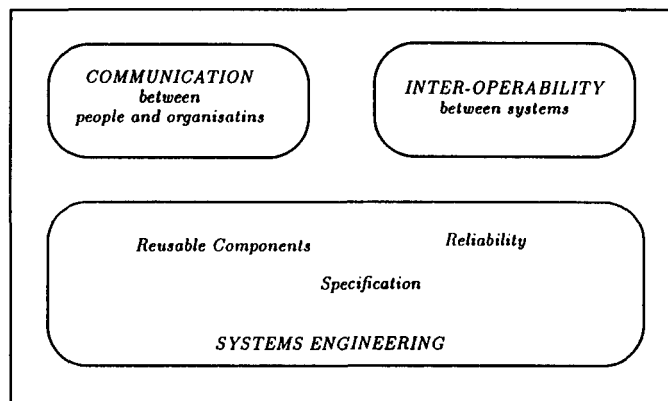 COMMUNICATION
between
people and organisatins
INTER-OPERABILITY
between systems
Reusable Components
Reliability
Specification
SYSTEMS ENGINEERING